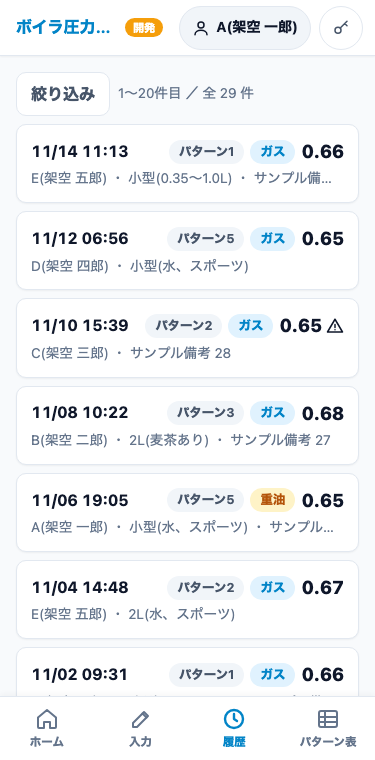 ボイラ圧力... 開発 A(架空 一郎)
絞り込み 1〜20件目 / 全 29 件
11/14 11:13 パターン1 ガス 0.66
E(架空 五郎) ・ 小型(0.35〜1.0L) ・ サンプル備...
11/12 06:56 パターン5 ガス 0.65
D(架空 四郎) ・ 小型(水、スポーツ)
11/10 15:39 パターン2 ガス 0.65
C(架空 三郎) ・ サンプル備考 28
11/08 10:22 パターン3 ガス 0.68
B(架空 二郎) ・ 2L(麦茶あり) ・ サンプル備考 27
11/06 19:05 パターン5 重油 0.65
A(架空 一郎) ・ 小型(水、スポーツ) ・ サンプル...
11/04 14:48 パターン2 ガス 0.67
E(架空 五郎) ・ 2L(水、スポーツ)
11/02 09:31 パターン1 ガス 0.66
ホーム 入力 履歴 パターン表